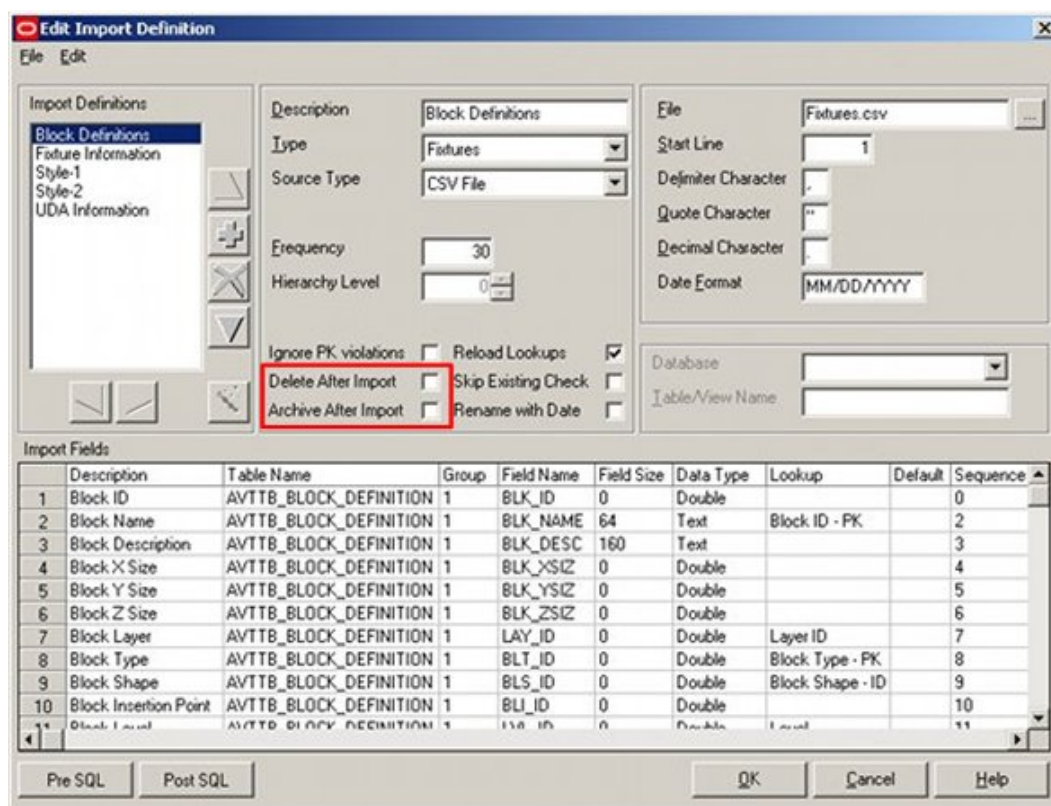 Edit Import Definition
File Edit
Import Definitions
Block Definitions
Fixture Information
Style-1
Style-2
UDA Information
Description Block Definitions
Type Fixtures
Source Type CSV File
Frequency 30
Hierarchy Level 0
Ignore PK violations Reload Lookups
Delete After Import Skip Existing Check
Archive After Import Rename with Date
File Fixtures.csv ...
Start Line 1
Delimiter Character ,
Quote Character "
Decimal Character .
Date Format MM/DD/YYYY
Database
Table/View Name
Import Fields
Description Table Name Group Field Name Field Size Data Type Lookup Default Sequence
1 Block ID AVTTB_BLOCK_DEFINITION 1 BLK_ID 0 Double 0
2 Block Name AVTTB_BLOCK_DEFINITION 1 BLK_NAME 64 Text Block ID - PK 2
3 Block Description AVTTB_BLOCK_DEFINITION 1 BLK_DESC 160 Text 3
4 Block X Size AVTTB_BLOCK_DEFINITION 1 BLK_XSIZ 0 Double 4
5 Block Y Size AVTTB_BLOCK_DEFINITION 1 BLK_YSIZ 0 Double 5
6 Block Z Size AVTTB_BLOCK_DEFINITION 1 BLK_ZSIZ 0 Double 6
7 Block Layer AVTTB_BLOCK_DEFINITION 1 LAY_ID 0 Double Layer ID 7
8 Block Type AVTTB_BLOCK_DEFINITION 1 BLT_ID 0 Double Block Type - PK 8
9 Block Shape AVTTB_BLOCK_DEFINITION 1 BLS_ID 0 Double Block Shape - ID 9
10 Block Insertion Point AVTTB_BLOCK_DEFINITION 1 BLI_ID 0 Double 10
11 Block Level AVTTB_BLOCK_DEFINITION 1 LVL_ID 0 Double Level 11
Pre SQL Post SQL OK Cancel Help